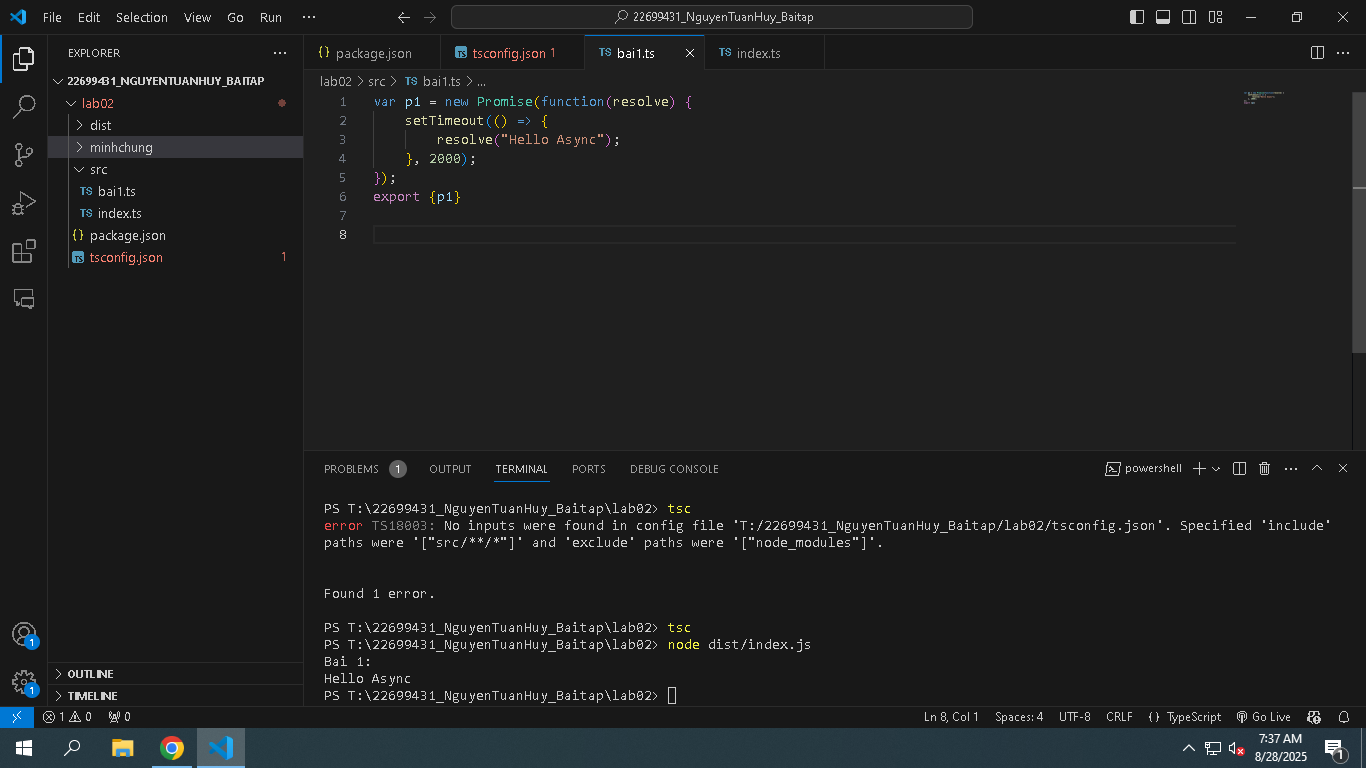 File Edit Selection View Go Run ···
22699431_NguyenTuanHuy_Baitap
EXPLORER
22699431_NGUYENTUANHUY_BAITAP
lab02
dist
minhchung
src
TS bai1.ts
TS index.ts
{} package.json
TS tsconfig.json 1
OUTLINE
TIMELINE
{} package.json
TS tsconfig.json 1
TS bai1.ts
TS index.ts
lab02 > src > TS bai1.ts > ...
1 var p1 = new Promise(function(resolve) {
2 setTimeout(() => {
3 resolve("Hello Async");
4 }, 2000);
5 });
6 export {p1}
7
8
PROBLEMS 1 OUTPUT TERMINAL PORTS DEBUG CONSOLE
powershell
PS T:\22699431_NguyenTuanHuy_Baitap\lab02> tsc
error TS18003: No inputs were found in config file 'T:/22699431_NguyenTuanHuy_Baitap/lab02/tsconfig.json'. Specified 'include'
paths were '["src/**/*"]' and 'exclude' paths were '["node_modules"]'.
Found 1 error.
PS T:\22699431_NguyenTuanHuy_Baitap\lab02> tsc
PS T:\22699431_NguyenTuanHuy_Baitap\lab02> node dist/index.js
Bai 1:
Hello Async
PS T:\22699431_NguyenTuanHuy_Baitap\lab02>
1
1
1 0 0
Ln 8, Col 1 Spaces: 4 UTF-8 CRLF {} TypeScript Go Live
7:37 AM
8/28/2025
1